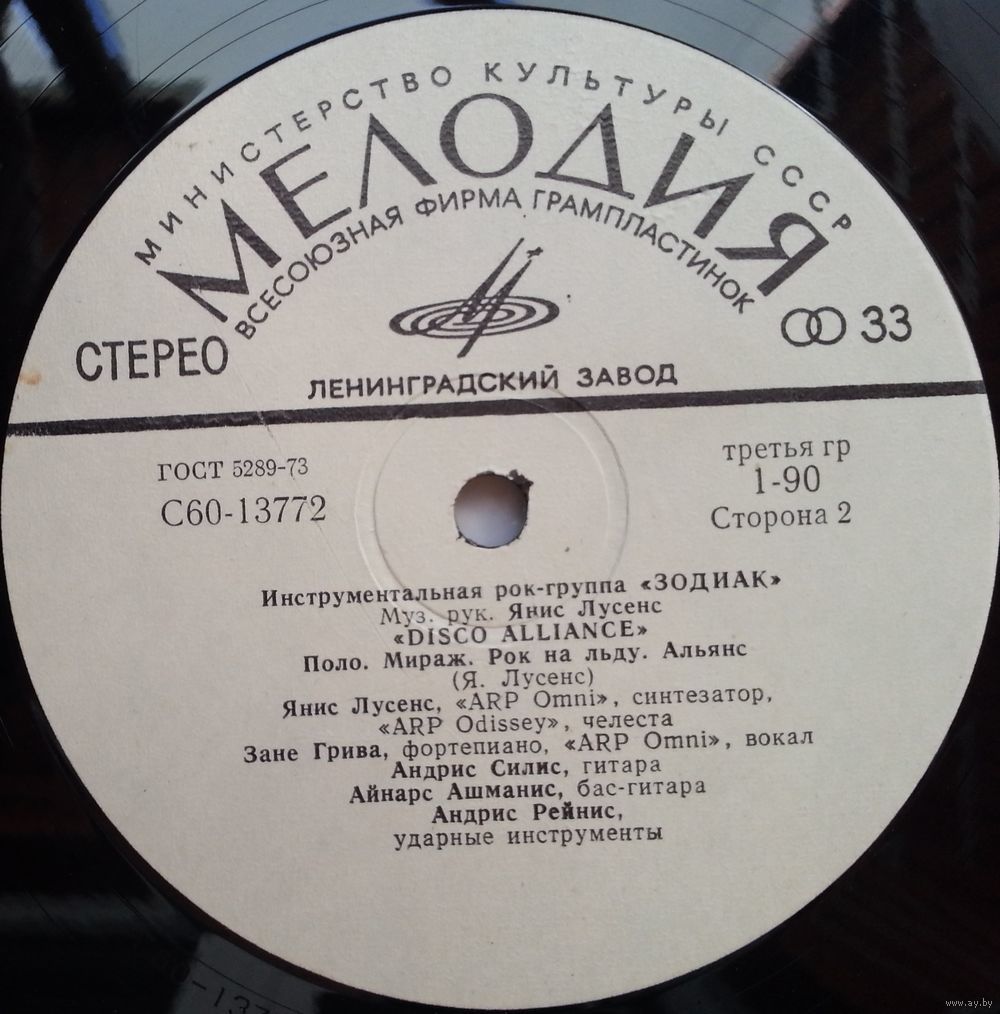 МИНИСТЕРСТВО КУЛЬТУРЫ СССР
МЕЛОДИЯ
ВСЕСОЮЗНАЯ ФИРМА ГРАМПЛАСТИНОК
СТЕРЕО
33
ЛЕНИНГРАДСКИЙ ЗАВОД
ГОСТ 5289-73
С60-13772
третья гр
1-90
Сторона 2
Инструментальная рок-группа «ЗОДИАК»
Муз. рук. Янис Лусенс
«DISCO ALLIANCE»
Поло. Мираж. Рок на льду. Альянс
(Я. Лусенс)
Янис Лусенс, «ARP Omni», синтезатор,
«ARP Odissey», челеста
Зане Грива, фортепиано, «ARP Omni», вокал
Андрис Силис, гитара
Айнарс Ашманис, бас-гитара
Андрис Рейнис,
ударные инструменты
www.ay.by